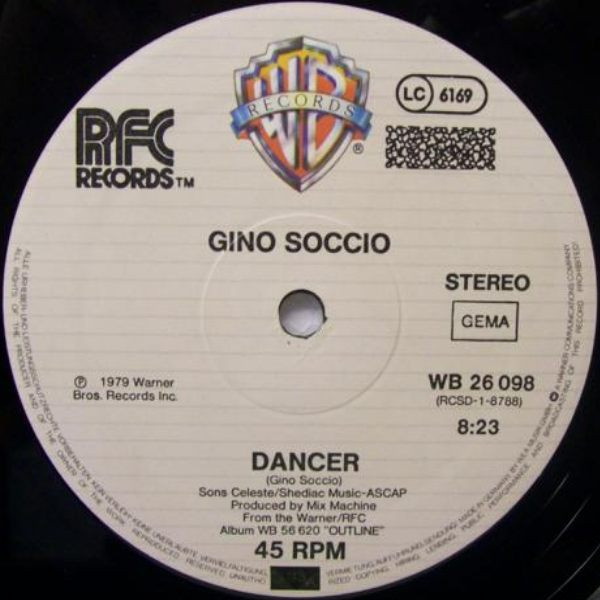 RFC
RECORDS™
WB
RECORDS
®
LC 6169
GINO SOCCIO
STEREO
GEMA
℗ 1979 Warner
Bros. Records Inc.
WB 26 098
(RCSD-1-8788)
8:23
DANCER
(Gino Soccio)
Sons Celeste/Shediac Music-ASCAP
Produced by Mix Machine
From the Warner/RFC
Album WB 56 620 "OUTLINE"
45 RPM